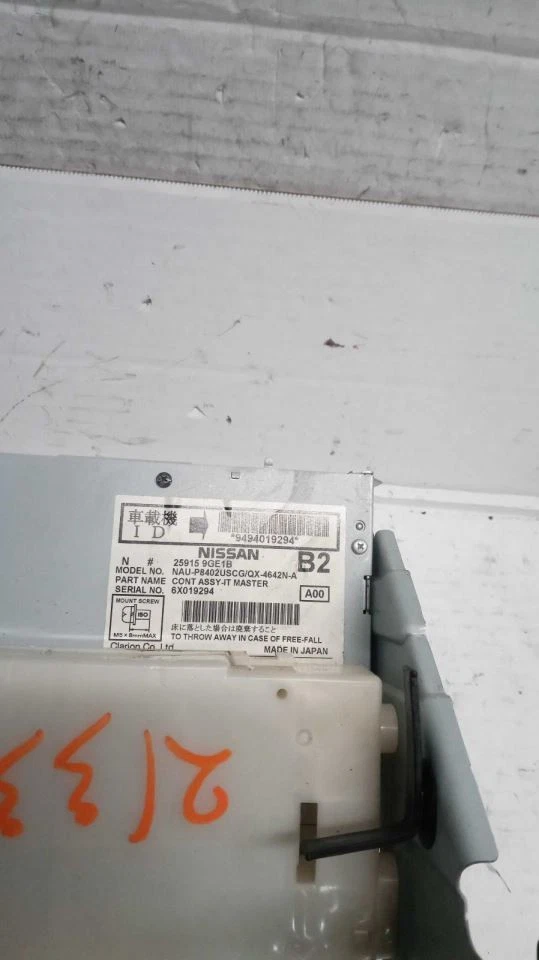 車載機
ID
*9494019294*
NISSAN B2
N # 25915 9GE1B
MODEL NO. NAU-P8402USCG/QX-4642N-A
PART NAME CONT ASSY-IT MASTER
SERIAL NO. 6X019294
A00
MOUNT SCREW
ISO
M5 × 8mmMAX
床に落とした場合は廃棄すること
TO THROW AWAY IN CASE OF FREE-FALL
Clarion Co. Ltd
MADE IN JAPAN
2133